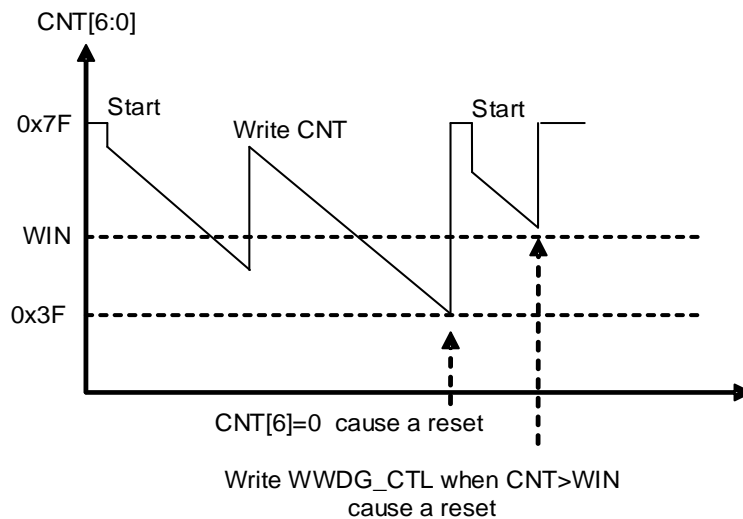 CNT[6:0]
Start
Start
0x7F
Write CNT
WIN
0x3F
CNT[6]=0 cause a reset
Write WWDG_CTL when CNT>WIN
cause a reset